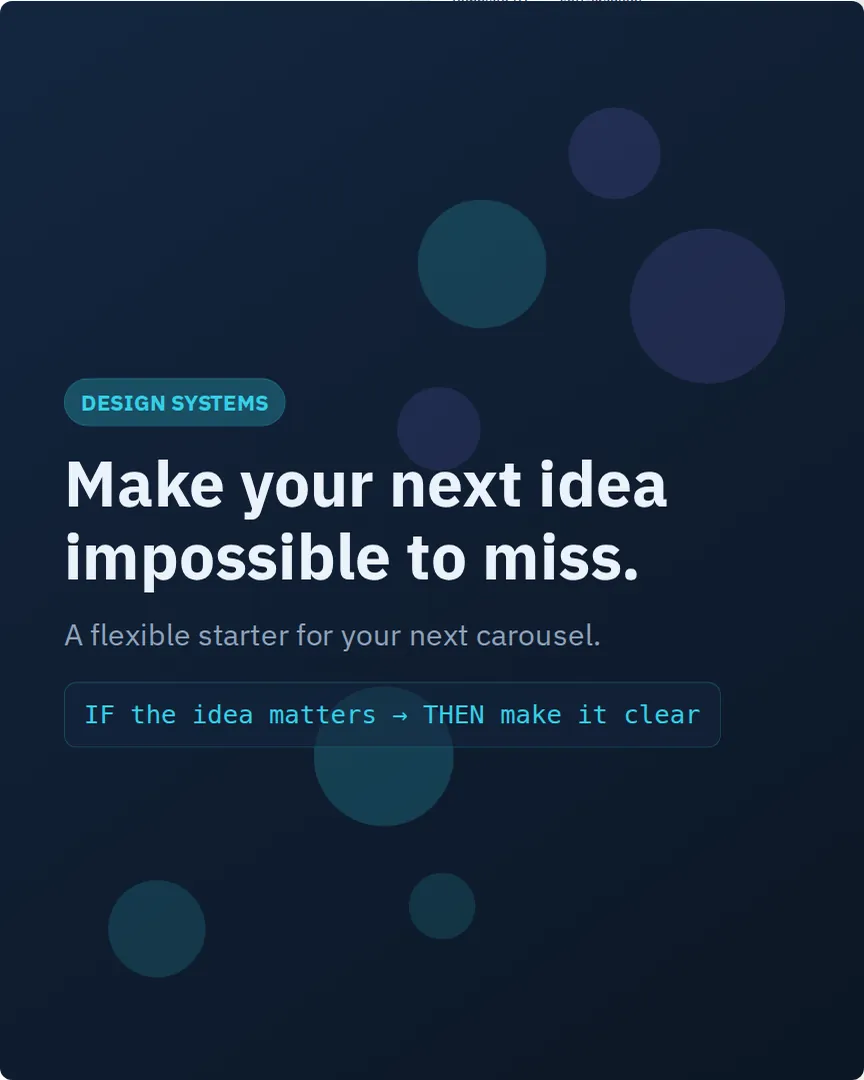 DESIGN SYSTEMS
Make your next idea
impossible to miss.
A flexible starter for your next carousel.
IF the idea matters → THEN make it clear